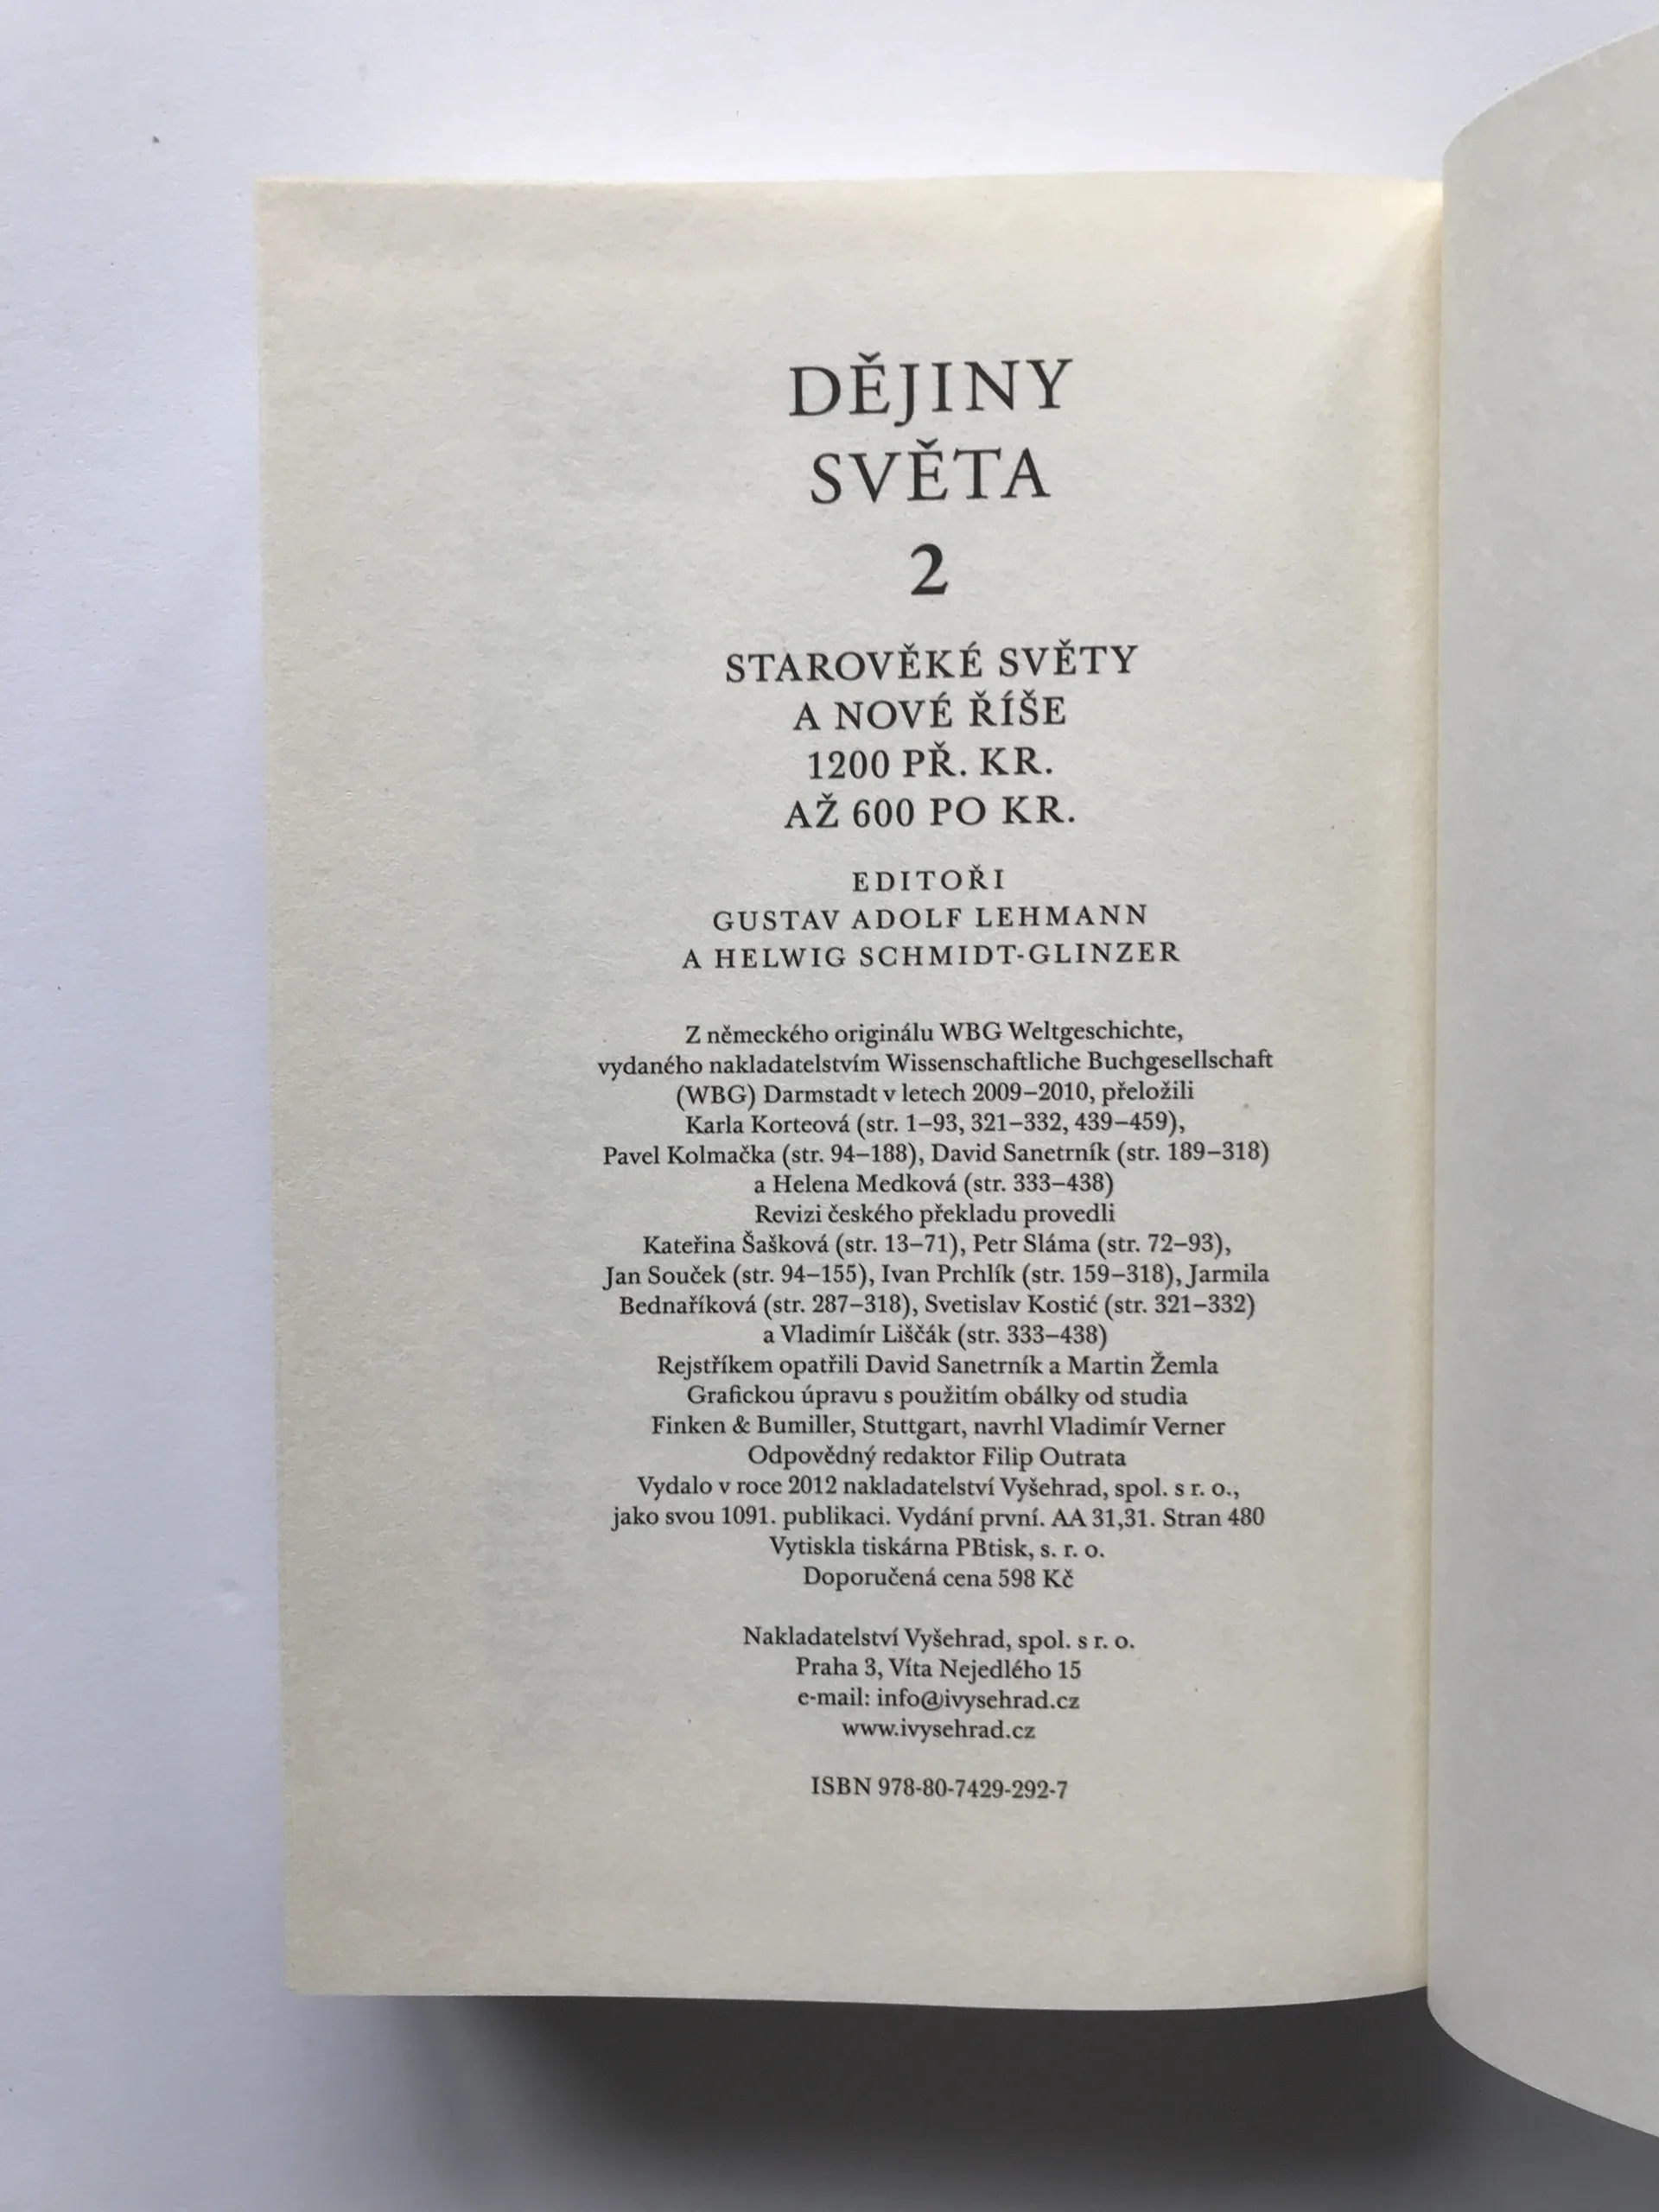 DĚJINY
SVĚTA
2
STAROVĚKÉ SVĚTY
A NOVÉ ŘÍŠE
1200 PŘ. KR.
AŽ 600 PO KR.
EDITOŘI
GUSTAV ADOLF LEHMANN
A HELWIG SCHMIDT-GLINZER
Z německého originálu WBG Weltgeschichte,
vydaného nakladatelstvím Wissenschaftliche Buchgesellschaft
(WBG) Darmstadt v letech 2009–2010, přeložili
Karla Korteová (str. 1–93, 321–332, 439–459),
Pavel Kolmačka (str. 94–188), David Sanetrník (str. 189–318)
a Helena Medková (str. 333–438)
Revizi českého překladu provedli
Kateřina Šašková (str. 13–71), Petr Sláma (str. 72–93),
Jan Souček (str. 94–155), Ivan Prchlík (str. 159–318), Jarmila
Bednaříková (str. 287–318), Svetislav Kostić (str. 321–332)
a Vladimír Liščák (str. 333–438)
Rejstříkem opatřili David Sanetrník a Martin Žemla
Grafickou úpravu s použitím obálky od studia
Finken & Bumiller, Stuttgart, navrhl Vladimír Verner
Odpovědný redaktor Filip Outrata
Vydalo v roce 2012 nakladatelství Vyšehrad, spol. s r. o.,
jako svou 1091. publikaci. Vydání první. AA 31,31. Stran 480
Vytiskla tiskárna PBtisk, s. r. o.
Doporučená cena 598 Kč
Nakladatelství Vyšehrad, spol. s r. o.
Praha 3, Víta Nejedlého 15
e-mail: info@ivysehrad.cz
www.ivysehrad.cz
ISBN 978-80-7429-292-7